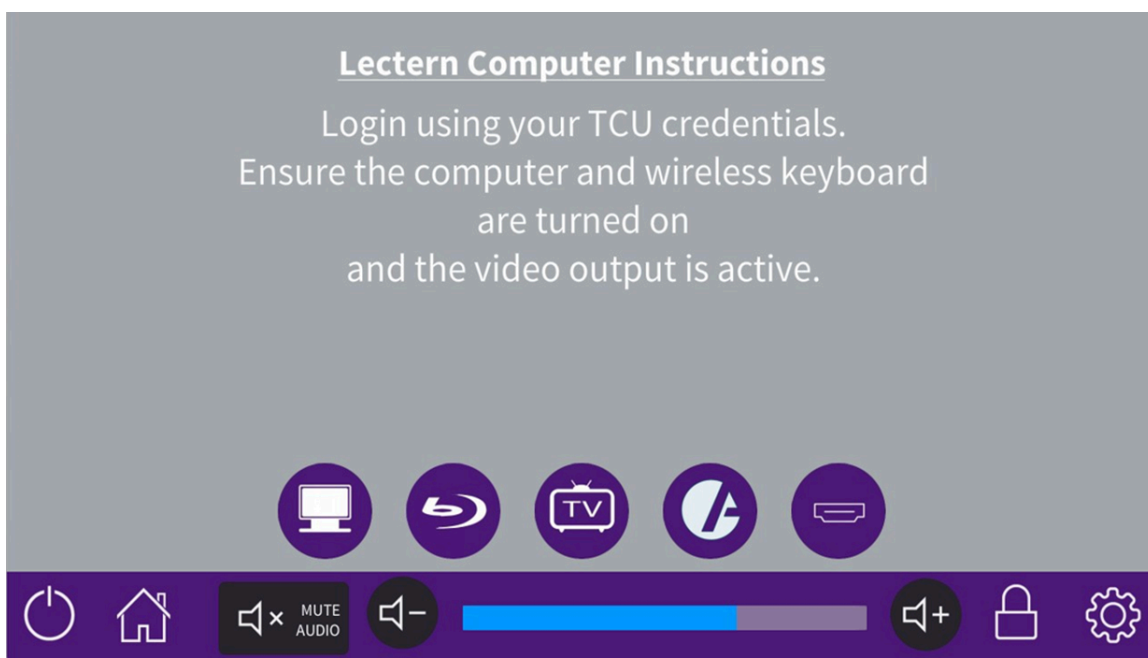 Lectern Computer Instructions
Login using your TCU credentials.
Ensure the computer and wireless keyboard
are turned on
and the video output is active.
TV
MUTE
AUDIO